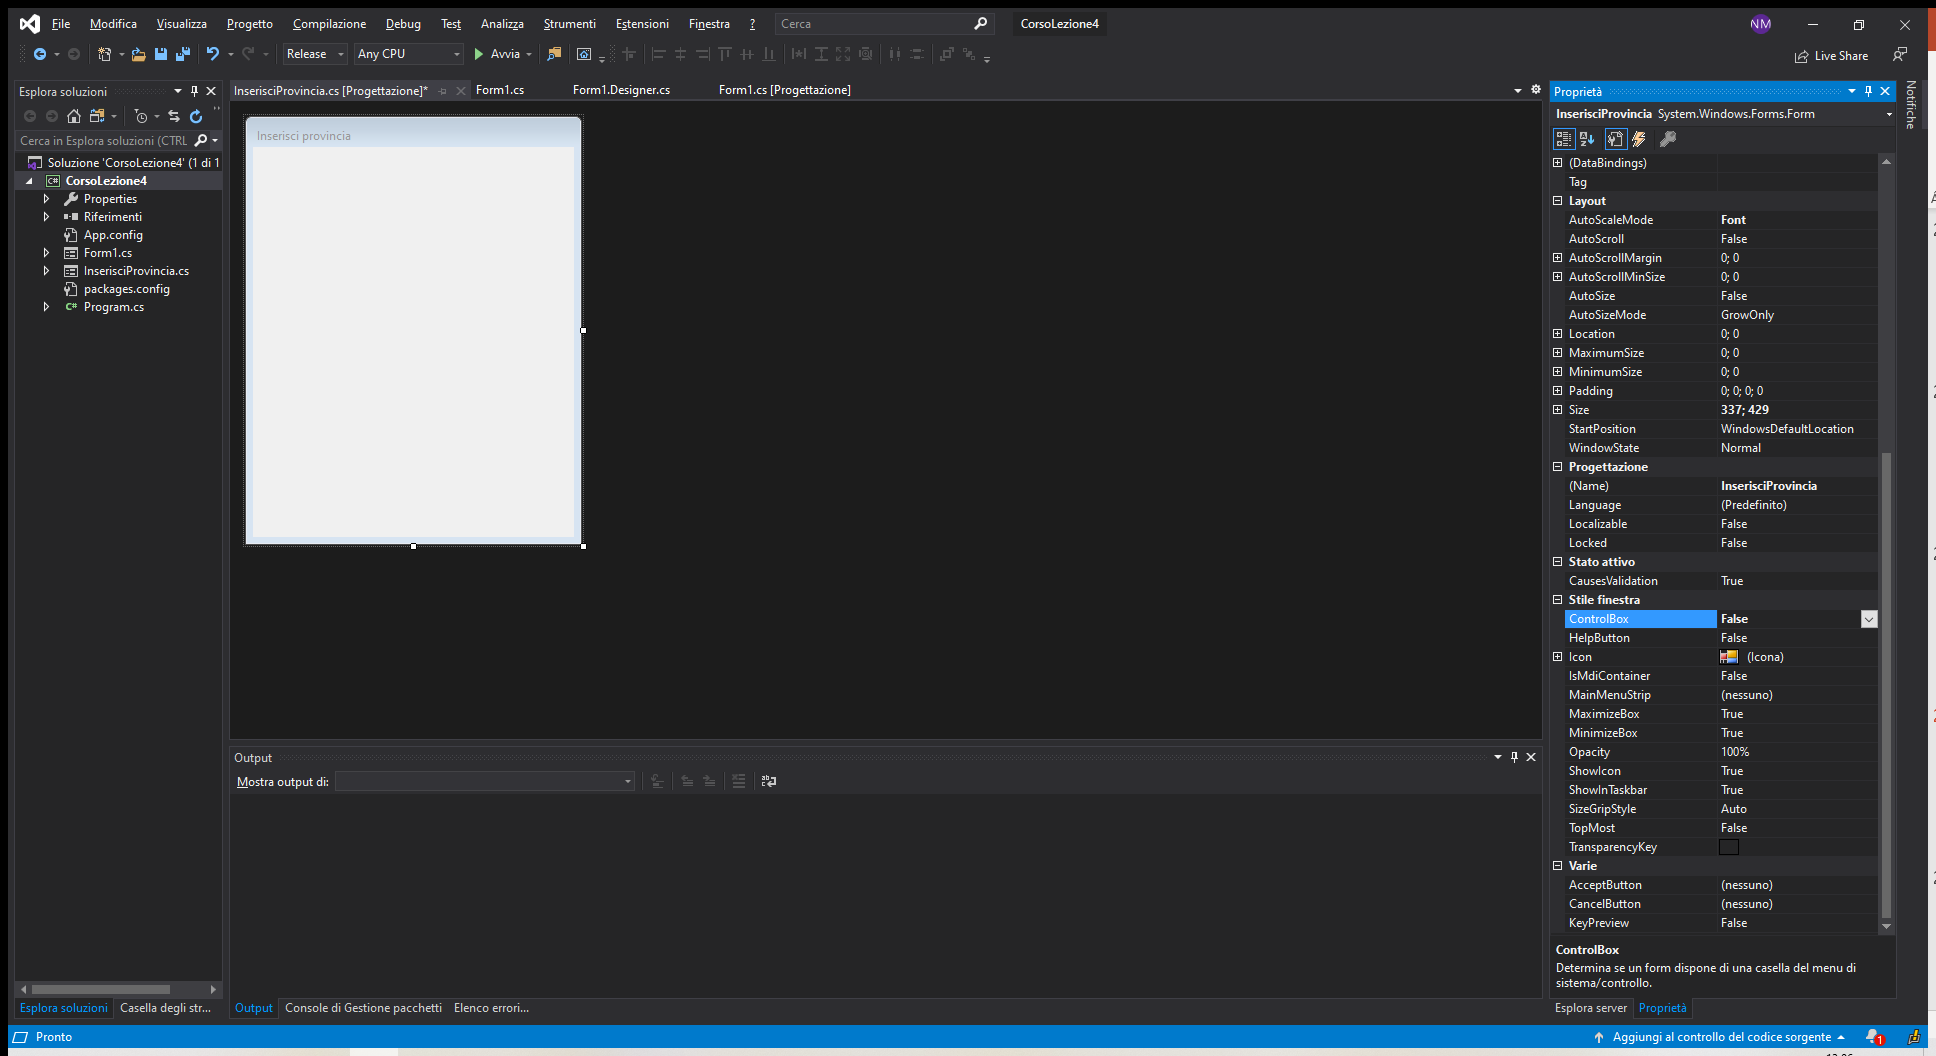 File Modifica Visualizza Progetto Compilazione Debug Test Analizza Strumenti Estensioni Finestra ? Cerca CorsoLezione4 NM
Release Any CPU Avvia Live Share
Esplora soluzioni
Cerca in Esplora soluzioni (CTRL
Soluzione 'CorsoLezione4' (1 di 1
CorsoLezione4
Properties
Riferimenti
App.config
Form1.cs
InserisciProvincia.cs
packages.config
Program.cs
Esplora soluzioni Casella degli str...
InserisciProvincia.cs [Progettazione]* Form1.cs Form1.Designer.cs Form1.cs [Progettazione]
Inserisci provincia
Output
Mostra output di:
Output Console di Gestione pacchetti Elenco errori...
Proprietà
InserisciProvincia System.Windows.Forms.Form
(DataBindings)
Tag
Layout
AutoScaleMode Font
AutoScroll False
AutoScrollMargin 0; 0
AutoScrollMinSize 0; 0
AutoSize False
AutoSizeMode GrowOnly
Location 0; 0
MaximumSize 0; 0
MinimumSize 0; 0
Padding 0; 0; 0; 0
Size 337; 429
StartPosition WindowsDefaultLocation
WindowState Normal
Progettazione
(Name) InserisciProvincia
Language (Predefinito)
Localizable False
Locked False
Stato attivo
CausesValidation True
Stile finestra
ControlBox False
HelpButton False
Icon (Icona)
IsMdiContainer False
MainMenuStrip (nessuno)
MaximizeBox True
MinimizeBox True
Opacity 100%
ShowIcon True
ShowInTaskbar True
SizeGripStyle Auto
TopMost False
TransparencyKey
Varie
AcceptButton (nessuno)
CancelButton (nessuno)
KeyPreview False
ControlBox
Determina se un form dispone di una casella del menu di
sistema/controllo.
Esplora server Proprietà
Notifiche
Pronto Aggiungi al controllo del codice sorgente 1